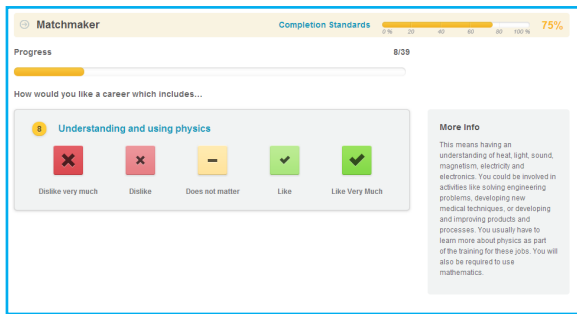 Matchmaker
Completion Standards
0 % 20 40 60 80 100 %
75%
Progress
8/39
How would you like a career which includes...
8 Understanding and using physics
Dislike very much
Dislike
Does not matter
Like
Like Very Much
More Info
This means having an
understanding of heat, light, sound,
magnetism, electricity and
electronics. You could be involved in
activities like solving engineering
problems, developing new
medical techniques, or developing
and improving products and
processes. You usually have to
learn more about physics as part
of the training for these jobs. You will
also be required to use
mathematics.